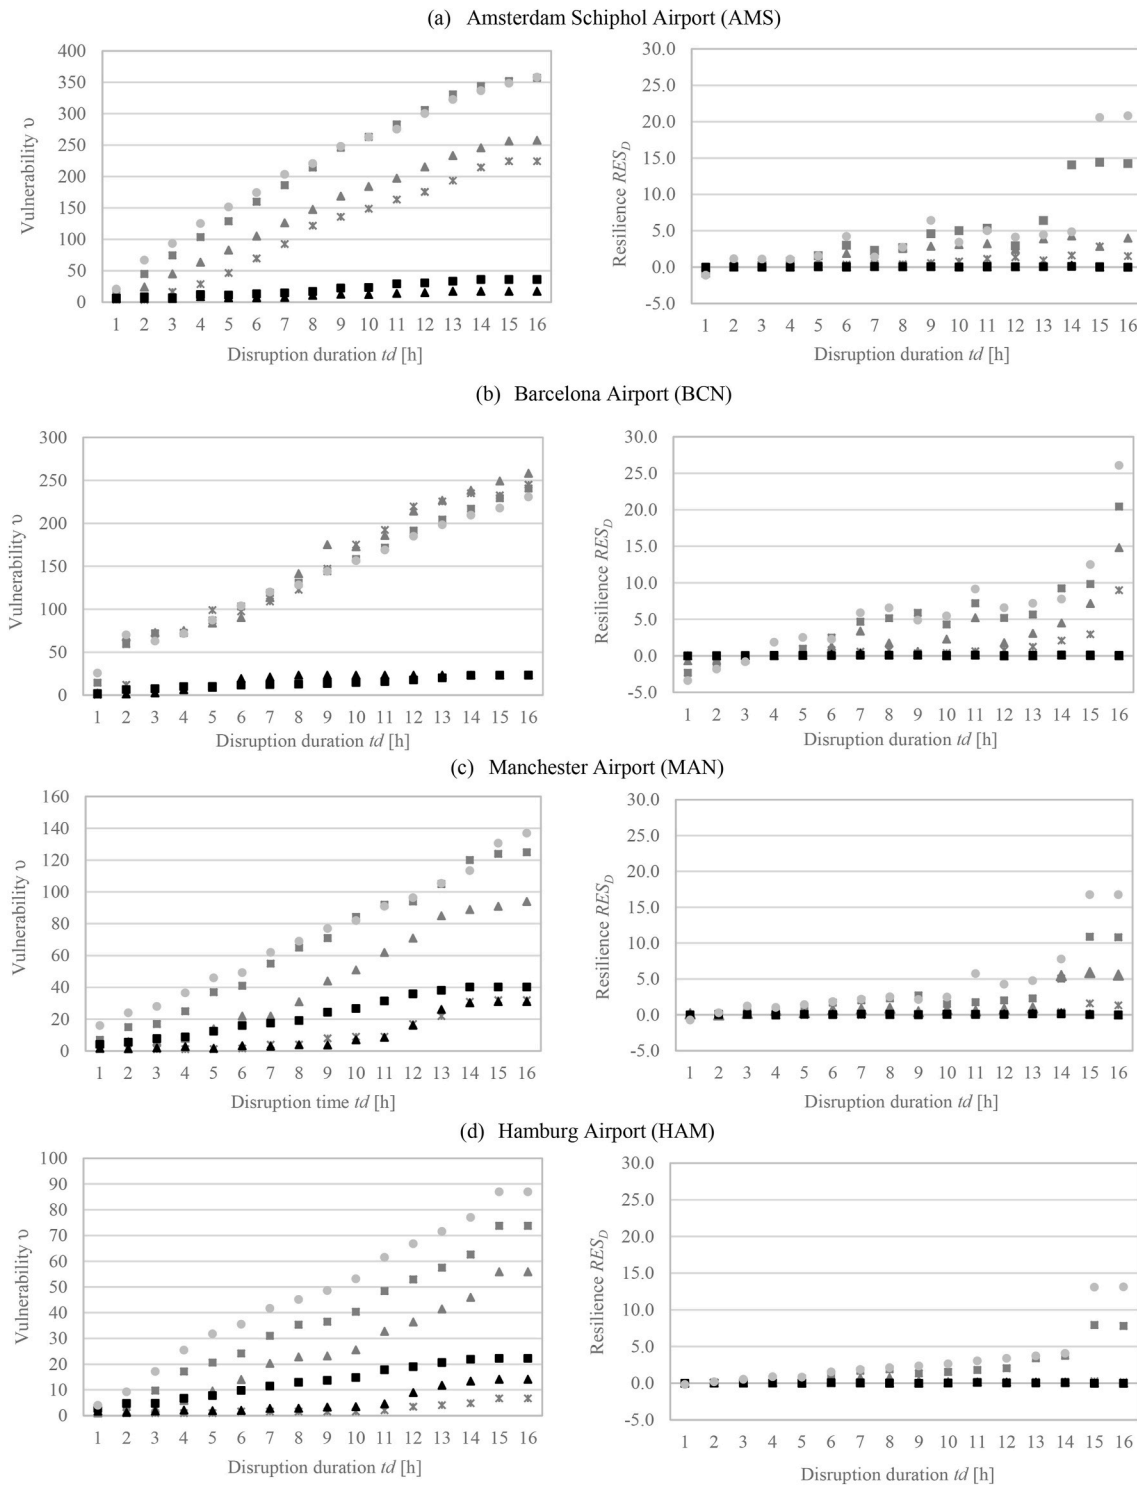 (a) Amsterdam Schiphol Airport (AMS)
400
350
300
250
200
150
100
50
0
Vulnerability υ
1 2 3 4 5 6 7 8 9 10 11 12 13 14 15 16
Disruption duration td [h]
30.0
25.0
20.0
15.0
10.0
5.0
0.0
-5.0
Resilience RES_D
1 2 3 4 5 6 7 8 9 10 11 12 13 14 15 16
Disruption duration td [h]
(b) Barcelona Airport (BCN)
300
250
200
150
100
50
0
Vulnerability υ
1 2 3 4 5 6 7 8 9 10 11 12 13 14 15 16
Disruption duration td [h]
30.0
25.0
20.0
15.0
10.0
5.0
0.0
-5.0
Resilience RES_D
1 2 3 4 5 6 7 8 9 10 11 12 13 14 15 16
Disruption duration td [h]
(c) Manchester Airport (MAN)
160
140
120
100
80
60
40
20
0
Vulnerability υ
1 2 3 4 5 6 7 8 9 10 11 12 13 14 15 16
Disruption time td [h]
30.0
25.0
20.0
15.0
10.0
5.0
0.0
-5.0
Resilience RES_D
1 2 3 4 5 6 7 8 9 10 11 12 13 14 15 16
Disruption duration td [h]
(d) Hamburg Airport (HAM)
100
90
80
70
60
50
40
30
20
10
0
Vulnerability υ
1 2 3 4 5 6 7 8 9 10 11 12 13 14 15 16
Disruption duration td [h]
30.0
25.0
20.0
15.0
10.0
5.0
0.0
-5.0
Resilience RES_D
1 2 3 4 5 6 7 8 9 10 11 12 13 14 15 16
Disruption duration td [h]